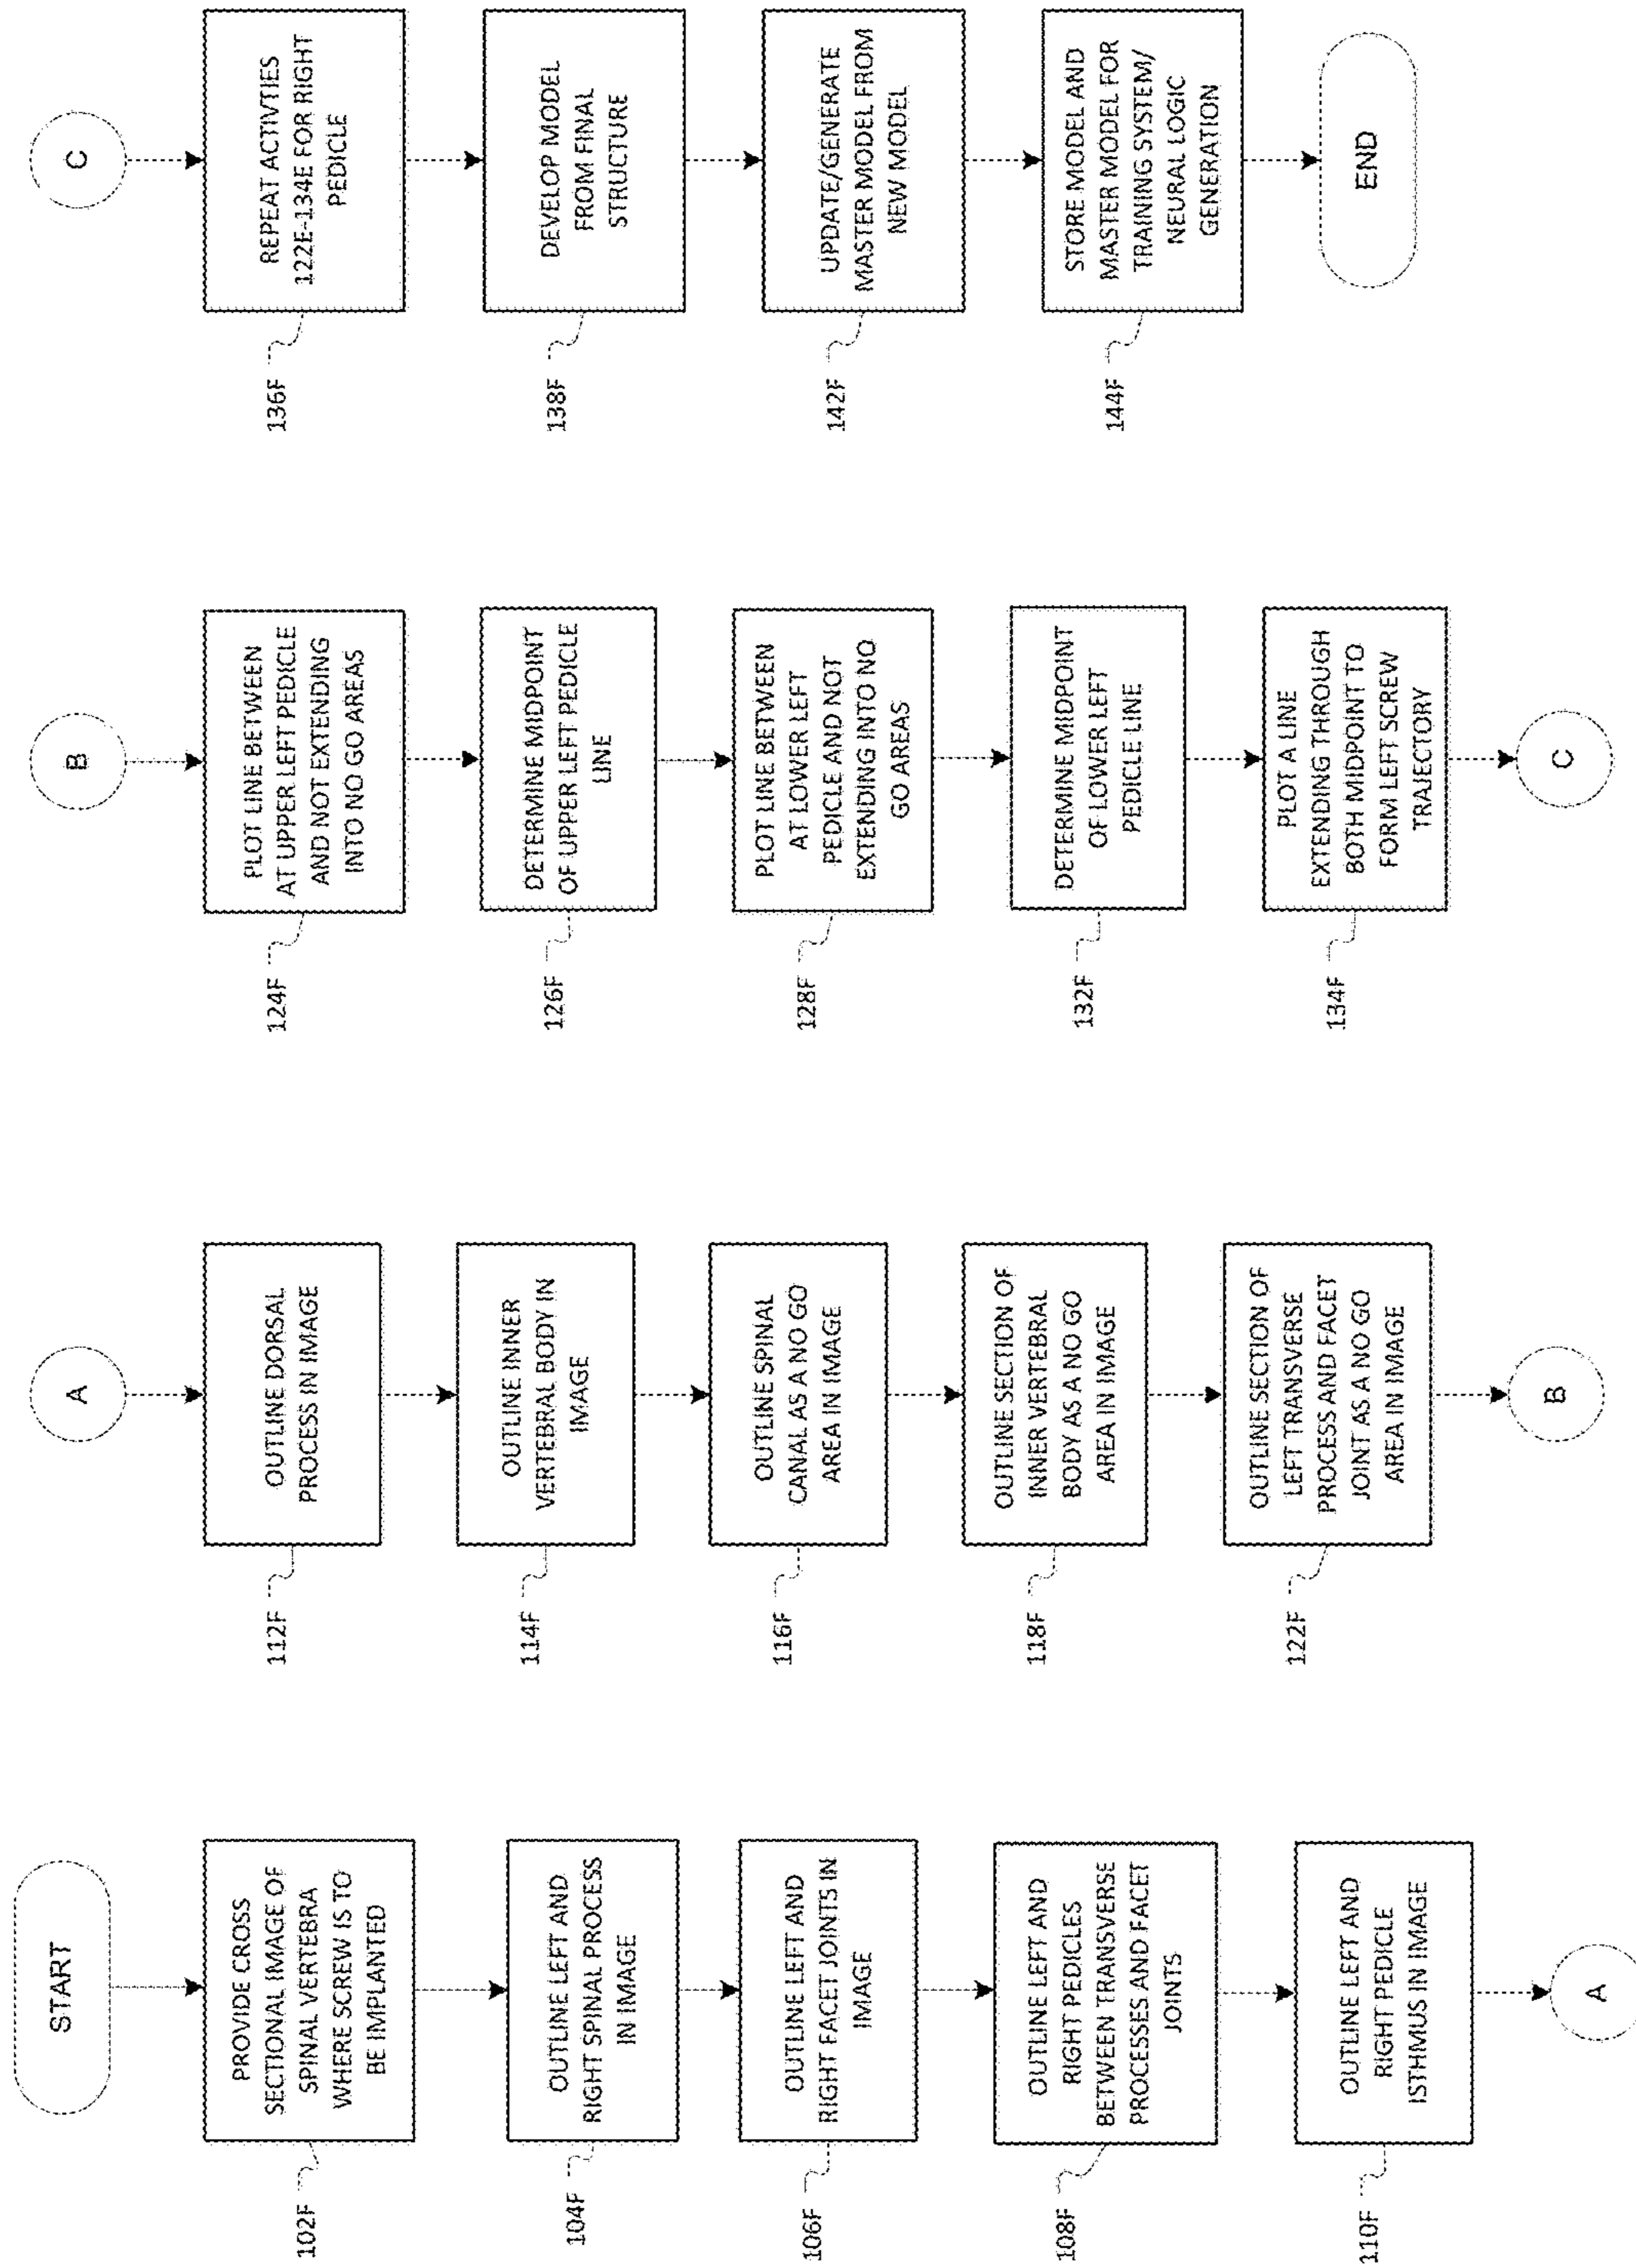 START
PROVIDE CROSS
SECTIONAL IMAGE OF
SPINAL VERTEBRA
WHERE SCREW IS TO
BE IMPLANTED
102F
OUTLINE LEFT AND
RIGHT SPINAL PROCESS
IN IMAGE
104F
OUTLINE LEFT AND
RIGHT FACET JOINTS IN
IMAGE
106F
OUTLINE LEFT AND
RIGHT PEDICLES
BETWEEN TRANSVERSE
PROCESSES AND FACET
JOINTS
108F
OUTLINE LEFT AND
RIGHT PEDICLE
ISTHMUS IN IMAGE
110F
A
A
OUTLINE DORSAL
PROCESS IN IMAGE
112F
OUTLINE INNER
VERTEBRAL BODY IN
IMAGE
114F
OUTLINE SPINAL
CANAL AS A NO GO
AREA IN IMAGE
116F
OUTLINE SECTION OF
INNER VERTEBRAL
BODY AS A NO GO
AREA IN IMAGE
118F
OUTLINE SECTION OF
LEFT TRANSVERSE
PROCESS AND FACET
JOINT AS A NO GO
AREA IN IMAGE
122F
B
B
PLOT LINE BETWEEN
AT UPPER LEFT PEDICLE
AND NOT EXTENDING
INTO NO GO AREAS
124F
DETERMINE MIDPOINT
OF UPPER LEFT PEDICLE
LINE
126F
PLOT LINE BETWEEN
AT LOWER LEFT
PEDICLE AND NOT
EXTENDING INTO NO
GO AREAS
128F
DETERMINE MIDPOINT
OF LOWER LEFT
PEDICLE LINE
132F
PLOT A LINE
EXTENDING THROUGH
BOTH MIDPOINT TO
FORM LEFT SCREW
TRAJECTORY
134F
C
C
REPEAT ACTIVTIES
122E-134E FOR RIGHT
PEDICLE
136F
DEVELOP MODEL
FROM FINAL
STRUCTURE
138F
UPDATE/GENERATE
MASTER MODEL FROM
NEW MODEL
142F
STORE MODEL AND
MASTER MODEL FOR
TRAINING SYSTEM/
NEURAL LOGIC
GENERATION
144F
END